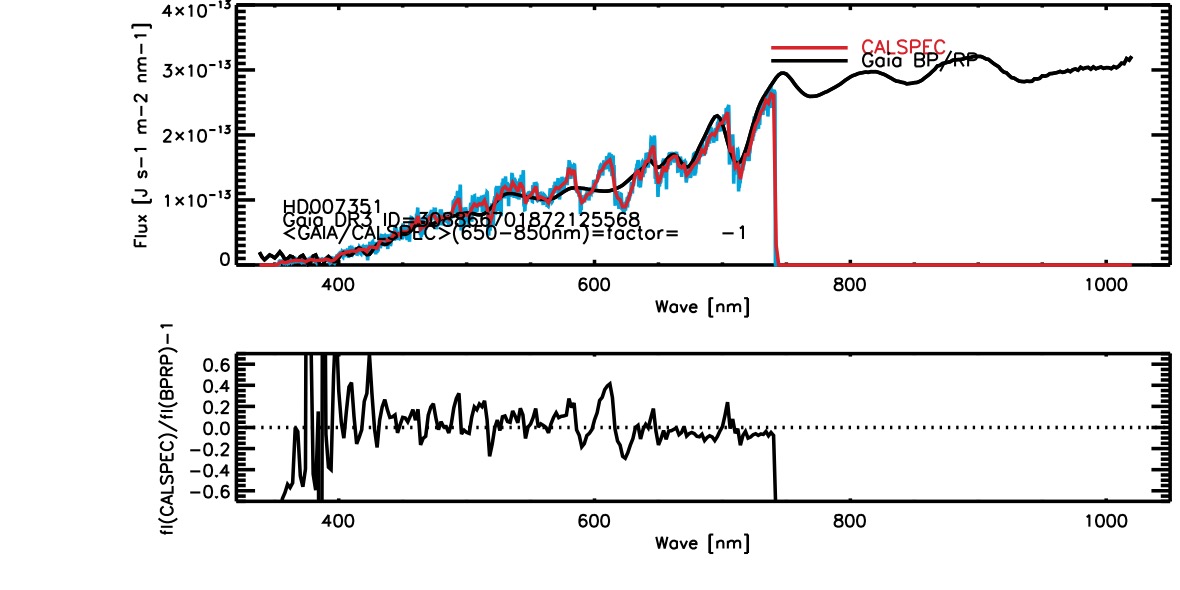 4×10−13
3×10−13
2×10−13
1×10−13
0
Flux [J s−1 m−2 nm−1]
CALSPEC
Gaia BP/RP
HD007351
Gaia DR3 ID=
<GAIA/CALSPEC>(650−850nm)=factor= −1
400 600 800 1000
Wave [nm]
0.6
0.4
0.2
0.0
−0.2
−0.4
−0.6
fl(CALSPEC)/fl(BPRP)−1
400 600 800 1000
Wave [nm]